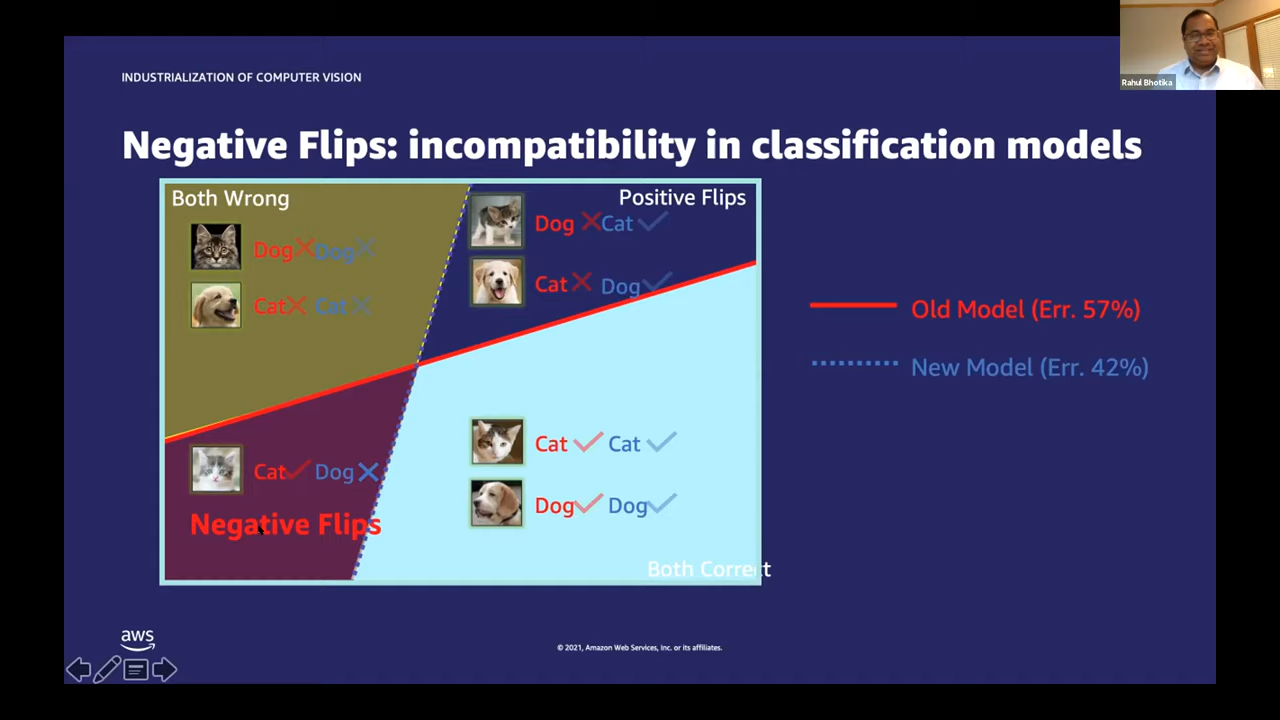 Rahul Bhotika
INDUSTRIALIZATION OF COMPUTER VISION
Negative Flips: incompatibility in classification models
Both Wrong
Positive Flips
Dog Cat
Dog Dog
Cat Dog
Cat Cat
Old Model (Err. 57%)
New Model (Err. 42%)
Cat Cat
Cat Dog
Dog Dog
Negative Flips
Both Correct
aws
© 2021, Amazon Web Services, Inc. or its affiliates.